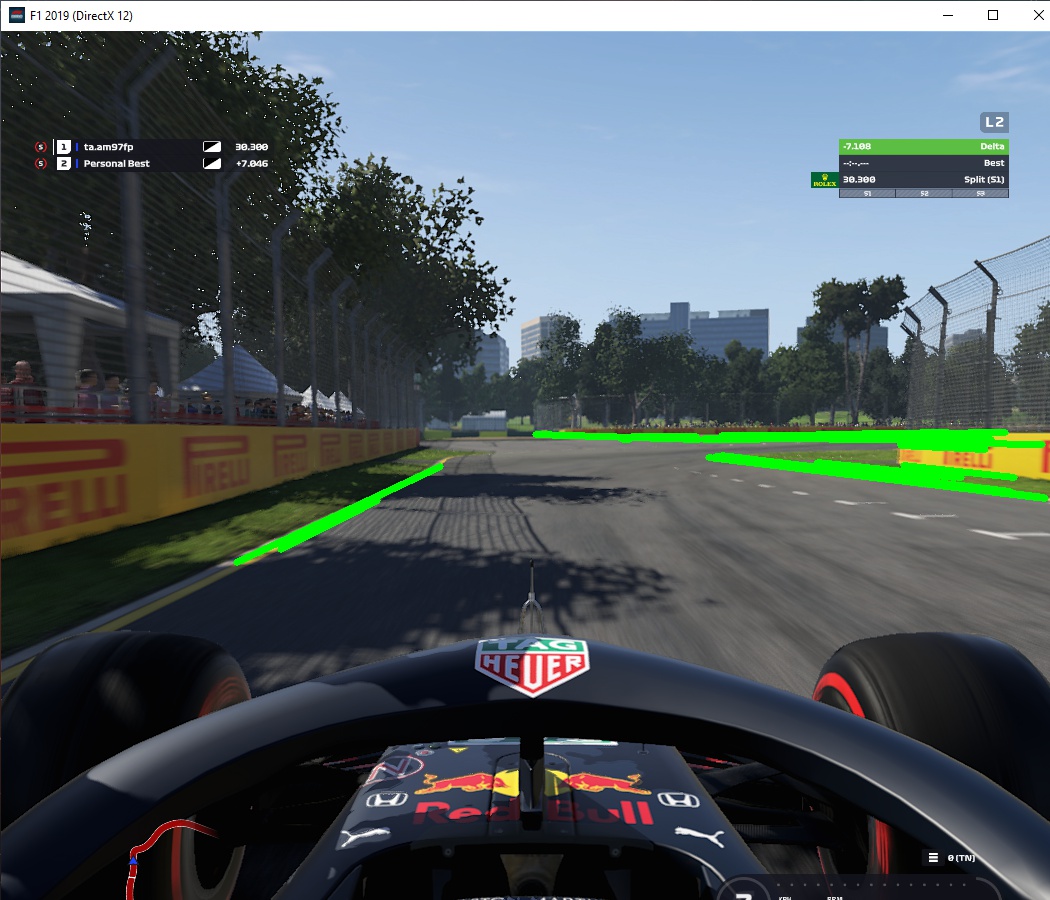 F1 2019 (DirectX 12)
L2
S 1 ta.am97fp 30.300
S 2 Personal Best +7.046
-7.108 Delta
--:--.--- Best
ROLEX 30.300 Split (S1)
S1 S2 S3
PIRELLI
PIRELLI
PIRELLI
TAG
HEUER
Red Bull
0 (TN)